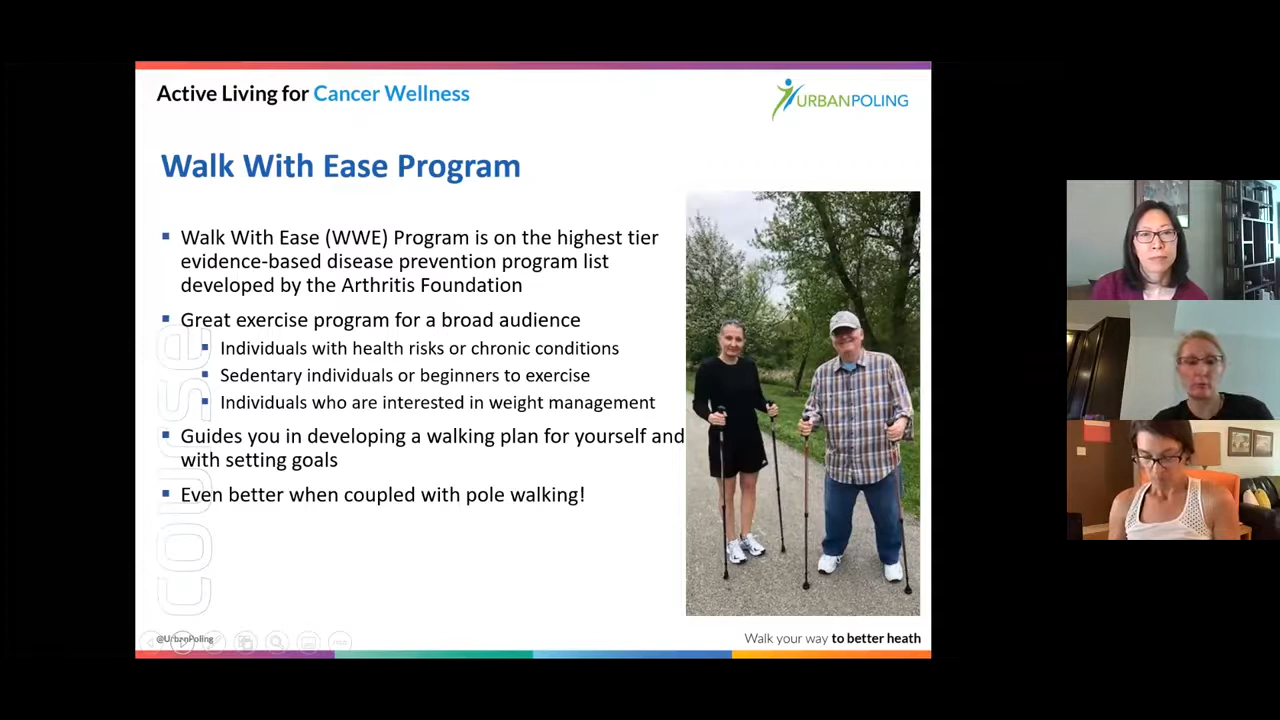 Active Living for Cancer Wellness
URBANPOLING
Walk With Ease Program
Walk With Ease (WWE) Program is on the highest tier
evidence-based disease prevention program list
developed by the Arthritis Foundation
Great exercise program for a broad audience
Individuals with health risks or chronic conditions
Sedentary individuals or beginners to exercise
Individuals who are interested in weight management
Guides you in developing a walking plan for yourself and
with setting goals
Even better when coupled with pole walking!
course
@UrbanPoling
Walk your way to better heath